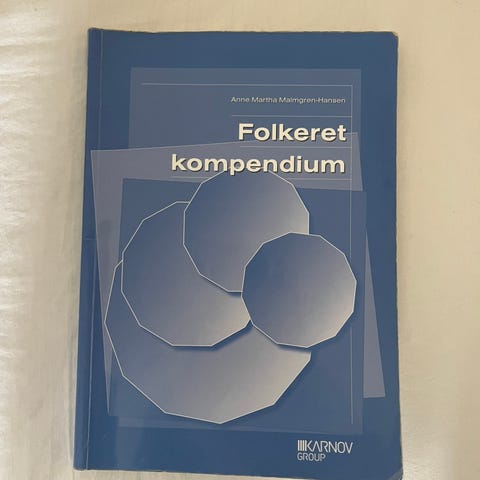 Anne Martha Malmgren-Hansen
Folkeret
kompendium
KARNOV
GROUP